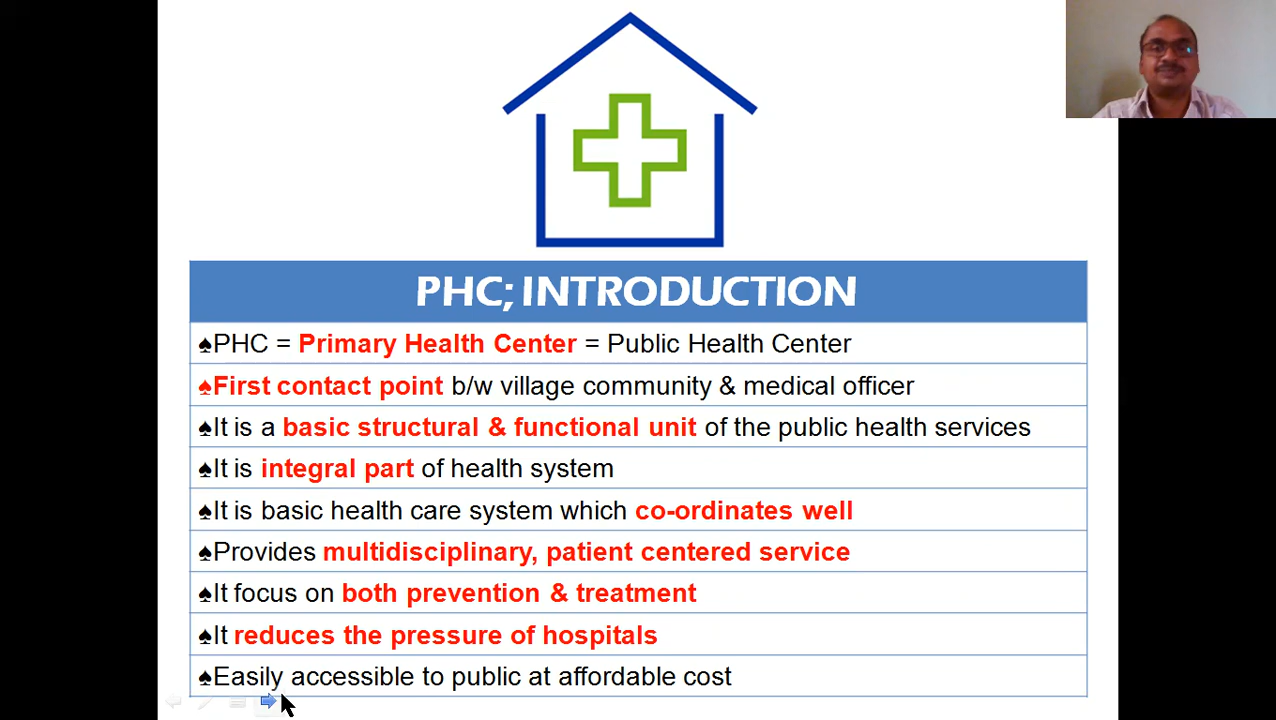 PHC; INTRODUCTION
♠PHC = Primary Health Center = Public Health Center
♠First contact point b/w village community & medical officer
♠It is a basic structural & functional unit of the public health services
♠It is integral part of health system
♠It is basic health care system which co-ordinates well
♠Provides multidisciplinary, patient centered service
♠It focus on both prevention & treatment
♠It reduces the pressure of hospitals
♠Easily accessible to public at affordable cost